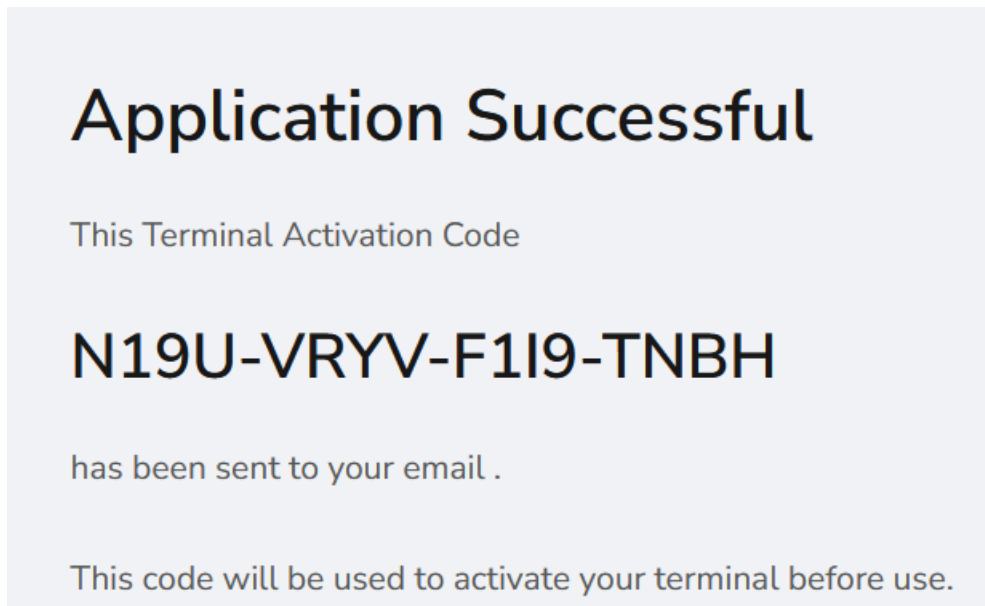 Application Successful
This Terminal Activation Code
N19U-VRYV-F1I9-TNBH
has been sent to your email .
This code will be used to activate your terminal before use.